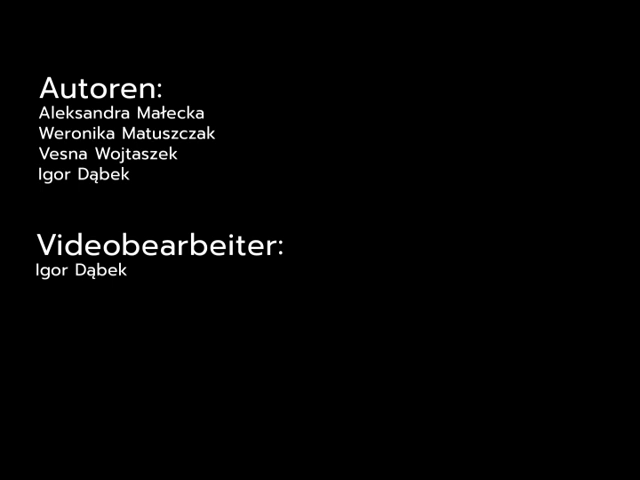 Autoren:
Aleksandra Małecka
Weronika Matuszczak
Vesna Wojtaszek
Igor Dąbek
Videobearbeiter:
Igor Dąbek